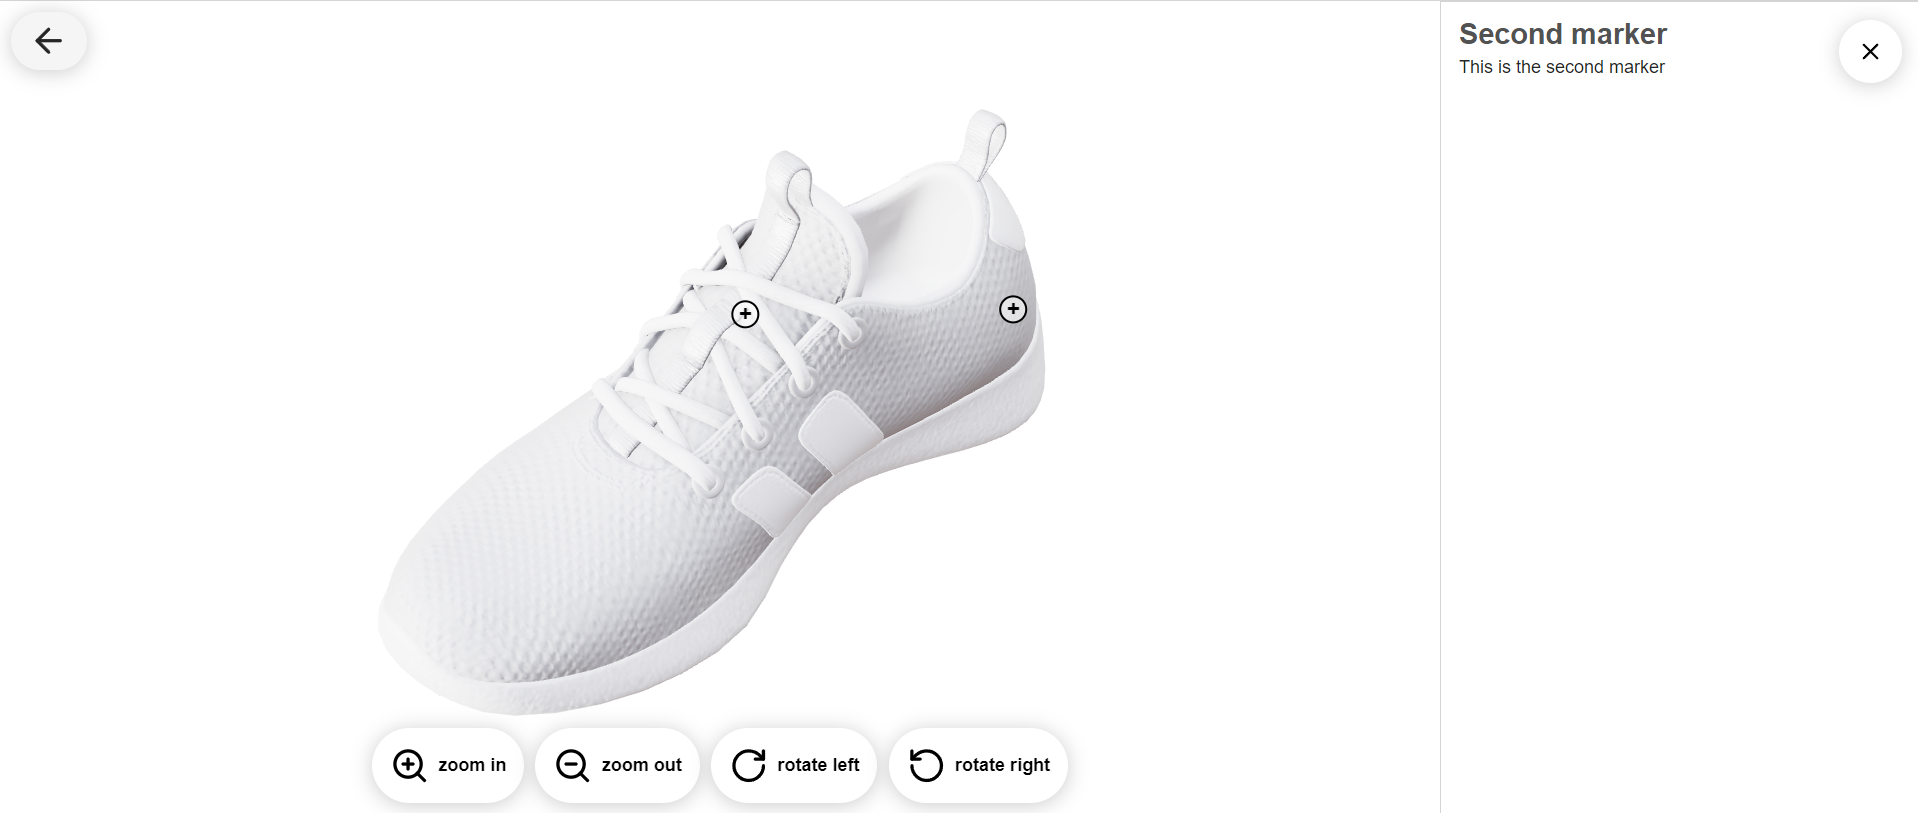 Second marker
This is the second marker
zoom in
zoom out
rotate left
rotate right